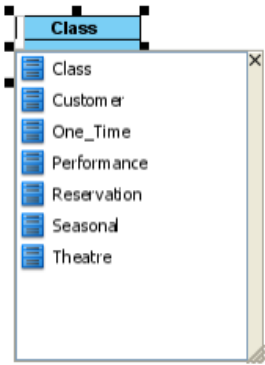 Class
Class
Customer
One_Time
Performance
Reservation
Seasonal
Theatre